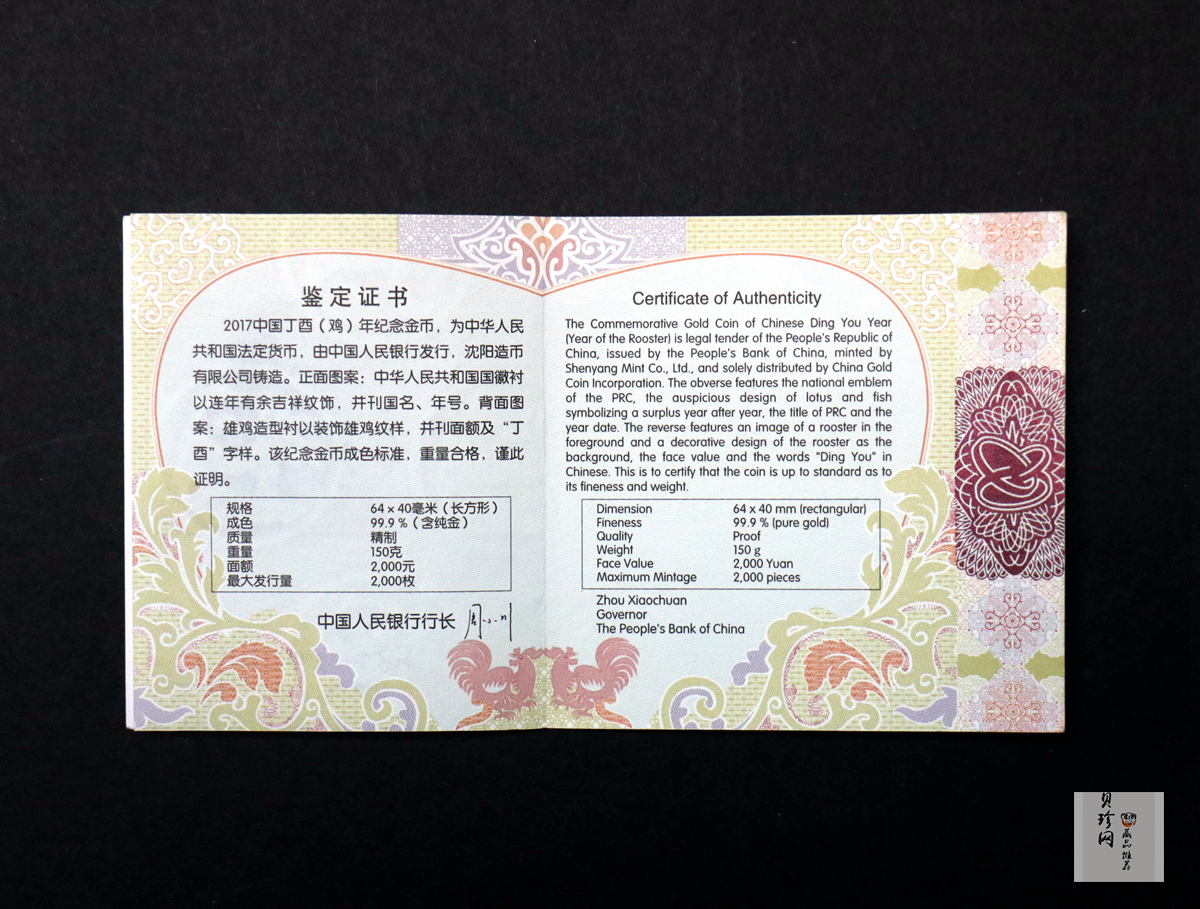 鉴定证书
2017中国丁酉（鸡）年纪念金币，为中华人民
共和国法定货币，由中国人民银行发行，沈阳造币
有限公司铸造。正面图案：中华人民共和国国徽衬
以连年有余吉祥纹饰，并刊国名、年号。背面图
案：雄鸡造型衬以装饰雄鸡纹样，并刊面额及“丁
酉”字样。该纪念金币成色标准，重量合格，谨此
证明。
规格 64 x 40毫米（长方形）
成色 99.9 %（含纯金）
质量 精制
重量 150克
面额 2,000元
最大发行量 2,000枚
中国人民银行行长
Certificate of Authenticity
The Commemorative Gold Coin of Chinese Ding You Year
(Year of the Rooster) is legal tender of the People's Republic of
China, issued by the People's Bank of China, minted by
Shenyang Mint Co., Ltd., and solely distributed by China Gold
Coin Incorporation. The obverse features the national emblem
of the PRC, the auspicious design of lotus and fish
symbolizing a surplus year after year, the title of PRC and the
year date. The reverse features an image of a rooster in the
foreground and a decorative design of the rooster as the
background, the face value and the words "Ding You" in
Chinese. This is to certify that the coin is up to standard as to
its fineness and weight.
Dimension 64 x 40 mm (rectangular)
Fineness 99.9 % (pure gold)
Quality Proof
Weight 150 g
Face Value 2,000 Yuan
Maximum Mintage 2,000 pieces
Zhou Xiaochuan
Governor
The People's Bank of China
贝珍网
藏品推荐